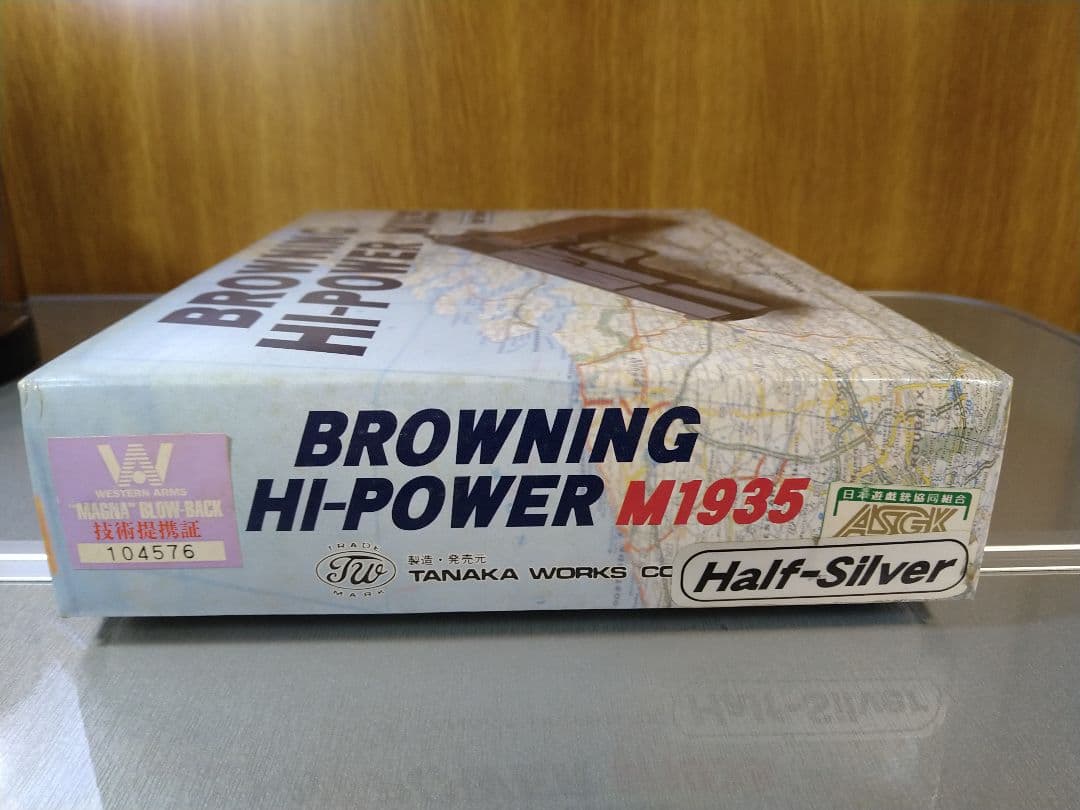 BROWNING
HI-POWER
BROWNING
HI-POWER M1935
WESTERN ARMS
"MAGNA" BLOW-BACK
技術提携証
104576
日本遊戯銃協同組合
ASGK
TRADE
TW
MARK
製造・発売元
TANAKA WORKS CO
Half-Silver